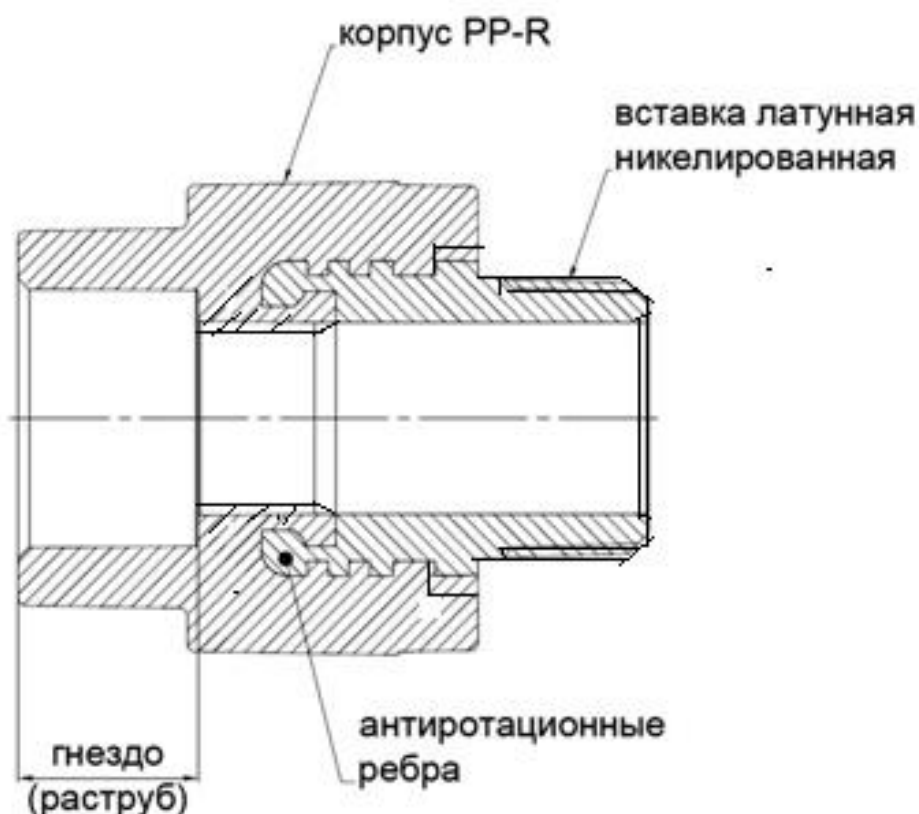 корпус PP-R
вставка латунная
никелированная
антиротационные
ребра
гнездо
(раструб)